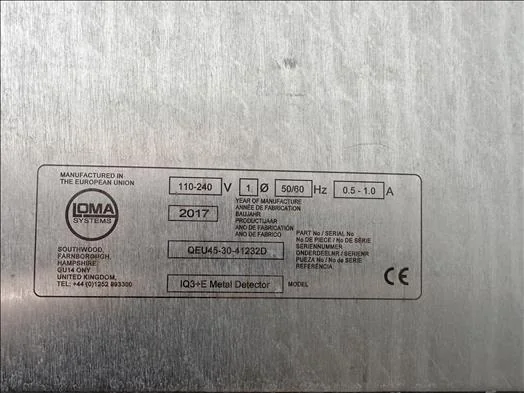 MANUFACTURED IN
THE EUROPEAN UNION
LOMA
SYSTEMS
SOUTHWOOD,
FARNBOROUGH,
HAMPSHIRE,
GU14 ONY
UNITED KINGDOM,
TEL: +44 (0)1252 893300
110-240 V 1 Ø 50/60 Hz 0.5 - 1.0 A
2017
YEAR OF MANUFACTURE
ANNÉE DE FABRICATION
BAUJAHR
PRODUCTIJAAR
ANO DE FABRICATION
ANO DE FABRICO
QEU45-30-41232D
PART No / SERIAL No
No DE PIECE / No DE SÉRIE
SERIENNUMMER
ONDERDEELNR / SERIENR
PUEZA No / No DE SERIE
REFERÊNCIA
IQ3+E Metal Detector
MODEL
CE